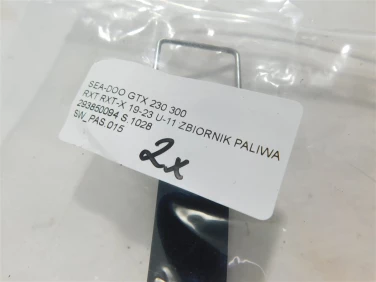 SEA-DOO GTX 230 300
RXT RXT-X 19-23 U-11 ZBIORNIK PALIWA
293850094 S.1028
SW_PAS.015
2x